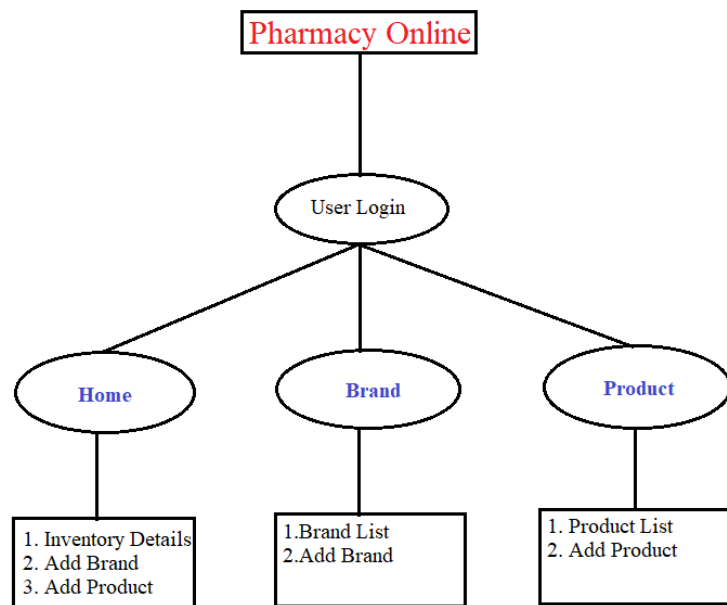 Pharmacy Online
User Login
Home
Brand
Product
1. Inventory Details
2. Add Brand
3. Add Product
1.Brand List
2.Add Brand
1. Product List
2. Add Product